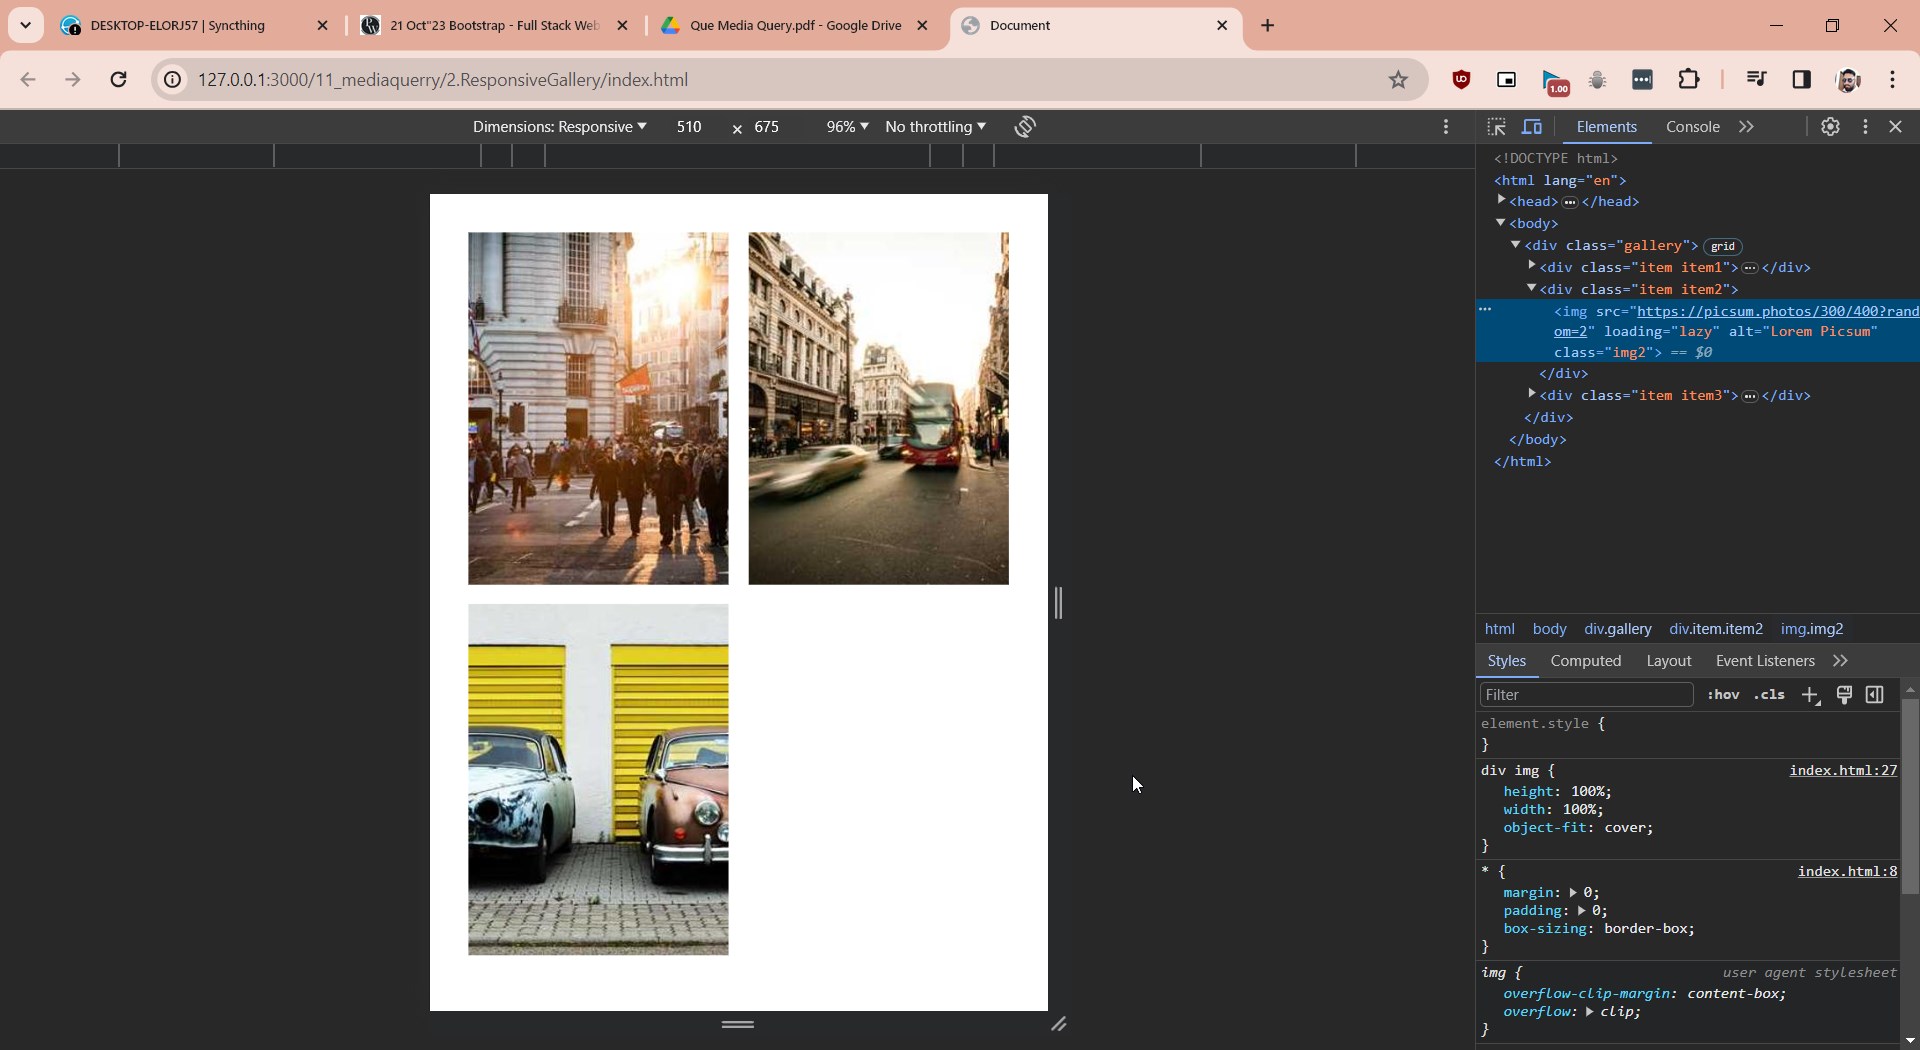 DESKTOP-ELORJ57 | Syncthing
21 Oct"23 Bootstrap - Full Stack Web
Que Media Query.pdf - Google Drive
Document
127.0.0.1:3000/11_mediaquerry/2.ResponsiveGallery/index.html
1.00
Dimensions: Responsive 510 × 675 96% No throttling
Elements Console
<!DOCTYPE html>
<html lang="en">
<head> ••• </head>
<body>
<div class="gallery"> grid
<div class="item item1"> ••• </div>
<div class="item item2">
<img src="https://picsum.photos/300/400?rand
om=2" loading="lazy" alt="Lorem Picsum"
class="img2"> == $0
</div>
<div class="item item3"> ••• </div>
</div>
</body>
</html>
html body div.gallery div.item.item2 img.img2
Styles Computed Layout Event Listeners
Filter :hov .cls
element.style {
}
div img { index.html:27
height: 100%;
width: 100%;
object-fit: cover;
}
* { index.html:8
margin: 0;
padding: 0;
box-sizing: border-box;
}
img { user agent stylesheet
overflow-clip-margin: content-box;
overflow: clip;
}